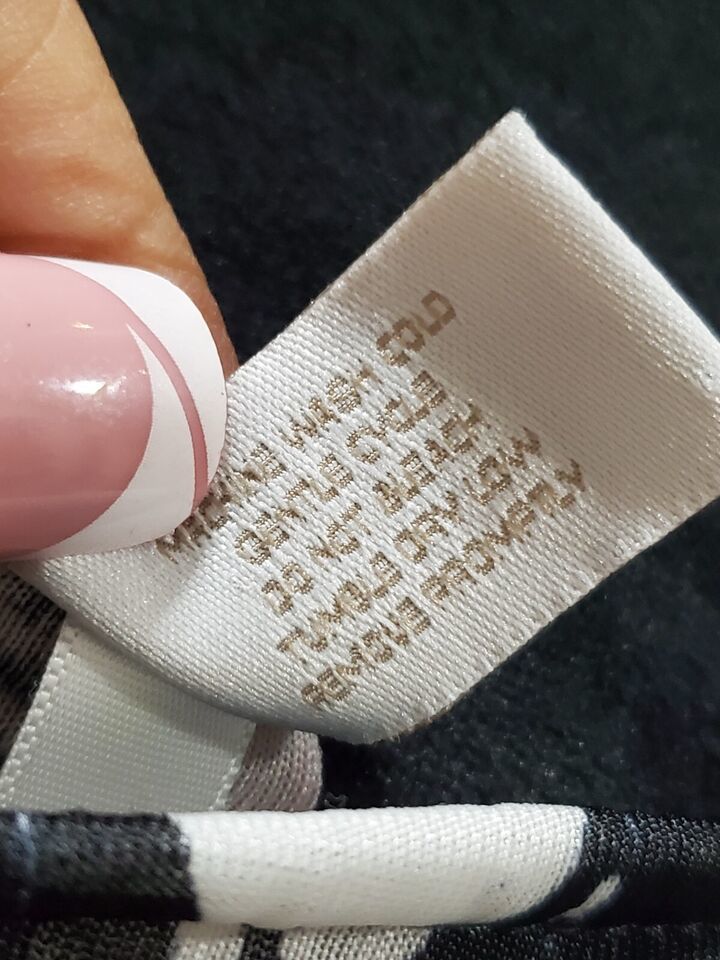 MACHINE WASH COLD
GENTLE CYCLE
DO NOT BLEACH
TUMBLE DRY LOW
REMOVE PROMPTLY